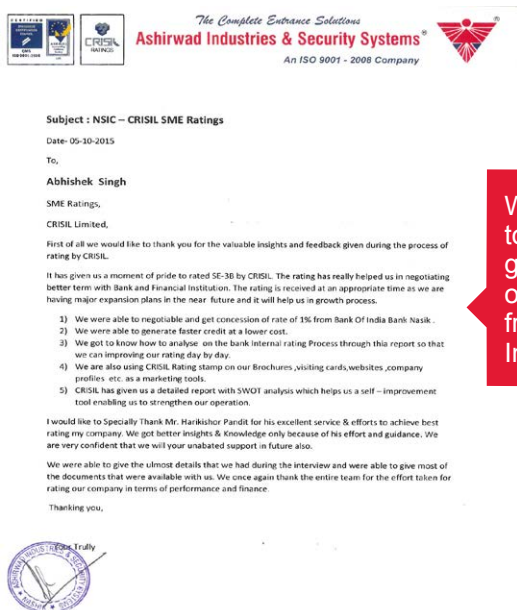 The Complete Entrance Solutions
Ashirwad Industries & Security Systems®
An ISO 9001 - 2008 Company
CRISIL
RATINGS
Subject : NSIC – CRISIL SME Ratings
Date- 05-10-2015
To,
Abhishek Singh
SME Ratings,
CRISIL Limited,
First of all we would like to thank you for the valuable insights and feedback given during the process of
rating by CRISIL.
It has given us a moment of pride to rated SE-3B by CRISIL. The rating has really helped us in negotiating
better term with Bank and Financial Institution. The rating is received at an appropriate time as we are
having major expansion plans in the near future and it will help us in growth process.
1) We were able to negotiable and get concession of rate of 1% from Bank Of India Bank Nasik .
2) We were able to generate faster credit at a lower cost.
3) We got to know how to analyse on the bank Internal rating Process through thia report so that
we can improving our rating day by day.
4) We are also using CRISIL Rating stamp on our Brochures ,visiting cards,websites ,company
profiles etc. as a marketing tools.
5) CRISIL has given us a detailed report with SWOT analysis which helps us a self – improvement
tool enabling us to strengthen our operation.
I would like to Specially Thank Mr. Harikishor Pandit for his excellent service & efforts to achieve best
rating my company. We got better insights & Knowledge only because of his effort and guidance. We
are very confident that we will your unabated support in future also.
We were able to give the ulmost details that we had during the interview and were able to give most of
the documents that were available with us. We once again thank the entire team for the effort taken for
rating our company in terms of performance and finance.
Thanking you,
Your Trully
ASHIRWAD INDUSTRIES & SECURITY SYSTEMS